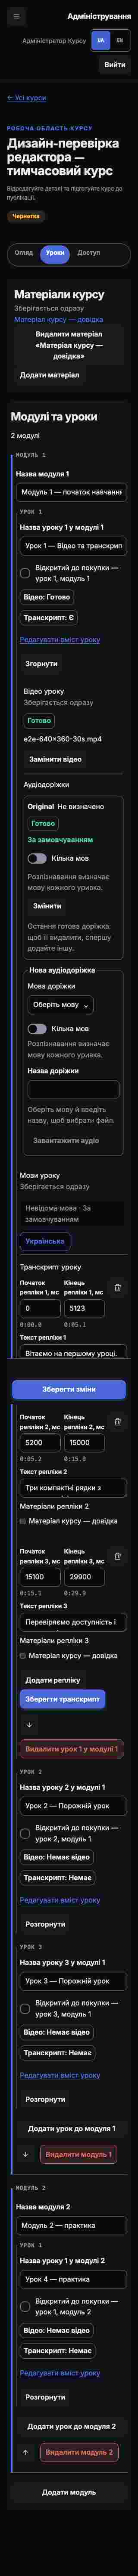 Адміністрування
Адміністратор Курсу
UA
EN
Вийти
← Усі курси
РОБОЧА ОБЛАСТЬ КУРСУ
Дизайн-перевірка
редактора —
тимчасовий курс
Відредагуйте деталі та підготуйте курс до
публікації.
Чернетка
Огляд
Уроки
Доступ
Матеріали курсу
Зберігається одразу
Матеріал курсу — довідка
Видалити матеріал
«Матеріал курсу —
довідка»
Додати матеріал
Модулі та уроки
2 модулі
МОДУЛЬ 1
Назва модуля 1
Модуль 1 — початок навчанн
УРОК 1
Назва уроку 1 у модулі 1
Урок 1 — Відео та транскрип
Відкритий до покупки —
урок 1, модуль 1
Відео: Готово
Транскрипт: Є
Редагувати вміст уроку
Згорнути
Відео уроку
Зберігається одразу
Готово
e2e-640x360-30s.mp4
Замінити відео
Аудіодоріжки
Original Не визначено
Готово
За замовчуванням
Кілька мов
Розпізнавання визначає
мову кожного уривка.
Змінити
Остання готова доріжка:
щоб її видалити, спершу
додайте іншу.
Нова аудіодоріжка
Мова доріжки
Оберіть мову
Кілька мов
Розпізнавання визначає
мову кожного уривка.
Назва доріжки
Оберіть мову й введіть
назву, щоб вибрати файл.
Завантажити аудіо
Мови уроку
Зберігається одразу
Невідома мова · За
замовчуванням
Українська
Транскрипт уроку
Початок
репліки 1, мс
Кінець
репліки 1, мс
0
5123
0:00.0
0:05.1
Текст репліки 1
Вітаємо на першому уроці.
Зберегти зміни
Початок
репліки 2, мс
Кінець
репліки 2, мс
5200
15000
0:05.2
0:15.0
Текст репліки 2
Три компактні рядки з
Матеріали репліки 2
Матеріал курсу — довідка
Початок
репліки 3, мс
Кінець
репліки 3, мс
15100
29900
0:15.1
0:29.9
Текст репліки 3
Перевіряємо доступність і
Матеріали репліки 3
Матеріал курсу — довідка
Додати репліку
Зберегти транскрипт
↓
Видалити урок 1 у модулі 1
УРОК 2
Назва уроку 2 у модулі 1
Урок 2 — Порожній урок
Відкритий до покупки —
урок 2, модуль 1
Відео: Немає відео
Транскрипт: Немає
Редагувати вміст уроку
Розгорнути
УРОК 3
Назва уроку 3 у модулі 1
Урок 3 — Порожній урок
Відкритий до покупки —
урок 3, модуль 1
Відео: Немає відео
Транскрипт: Немає
Редагувати вміст уроку
Розгорнути
Додати урок до модуля 1
↓
Видалити модуль 1
МОДУЛЬ 2
Назва модуля 2
Модуль 2 — практика
УРОК 1
Назва уроку 1 у модулі 2
Урок 4 — практика
Відкритий до покупки —
урок 1, модуль 2
Відео: Немає відео
Транскрипт: Немає
Редагувати вміст уроку
Розгорнути
Додати урок до модуля 2
↑
Видалити модуль 2
Додати модуль